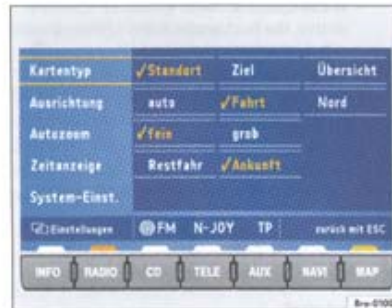 Kartentyp ✓Standort Ziel Übersicht
Ausrichtung auto ✓Fahrt Nord
Autozoom ✓fein grob
Zeitanzeige Restfahr ✓Ankunft
System-Einst.
Einstellungen FM N-JOY TP zurück mit ESC
INFO RADIO CD TELE AUX NAVI MAP